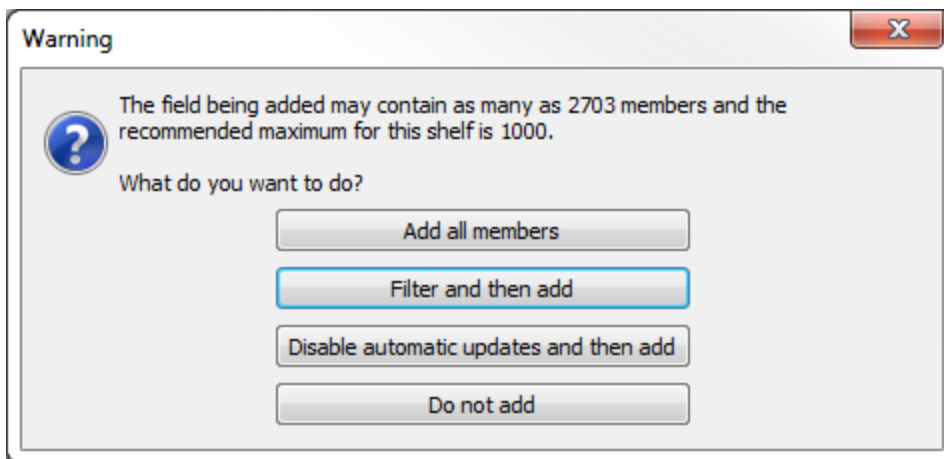 Warning
The field being added may contain as many as 2703 members and the
recommended maximum for this shelf is 1000.
What do you want to do?
Add all members
Filter and then add
Disable automatic updates and then add
Do not add